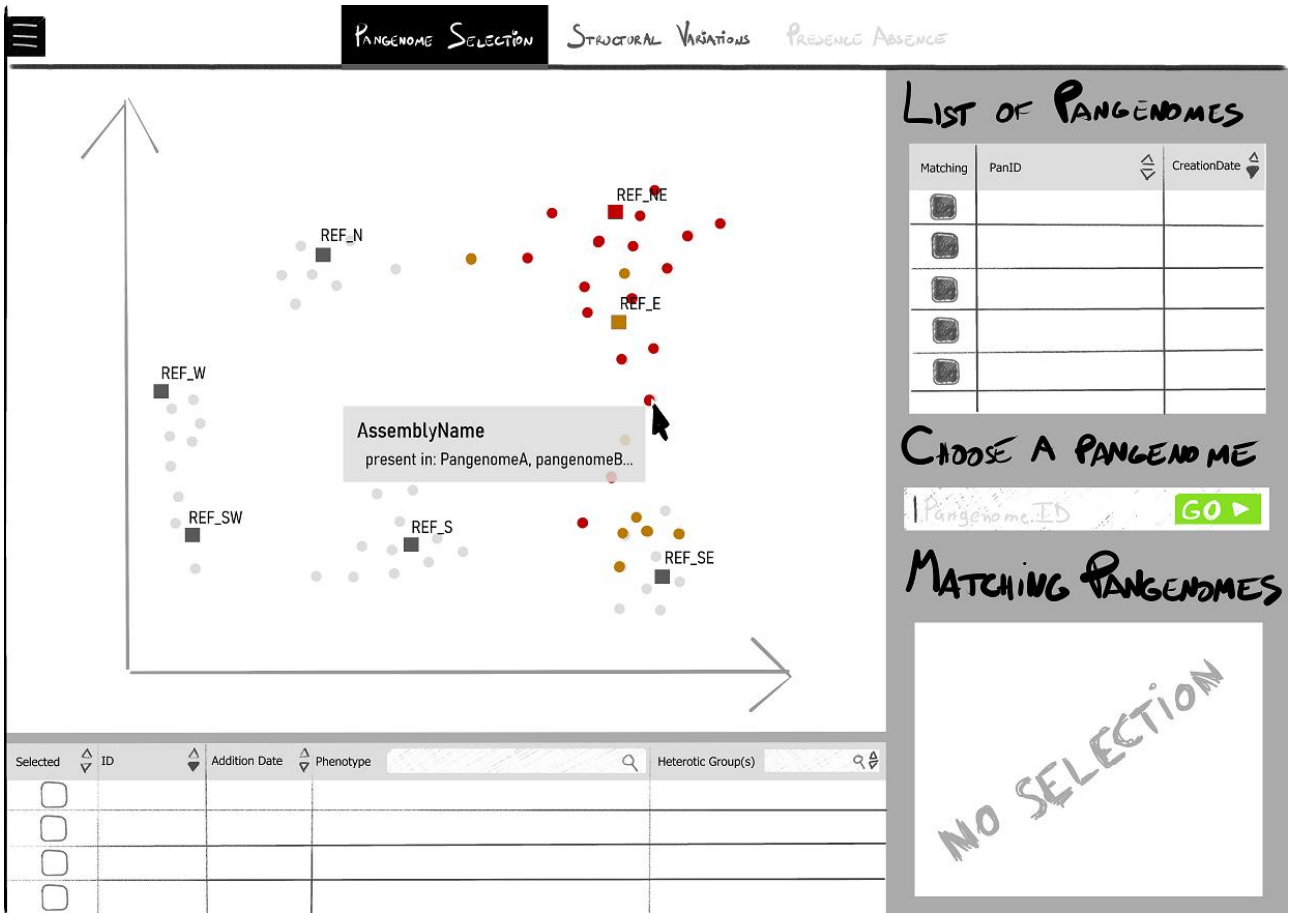 PANGENOME SELECTION
STRUCTURAL VARIATIONS
PRESENCE ABSENCE
REF_NE
REF_N
REF_E
REF_W
AssemblyName
present in: PangenomeA, pangenomeB...
REF_SW
REF_S
REF_SE
LIST OF PANGENOMES
Matching PanID CreationDate
CHOOSE A PANGENOME
Pangenome.ID GO
MATCHING PANGENOMES
NO SELECTION
Selected ID Addition Date Phenotype Heterotic Group(s)